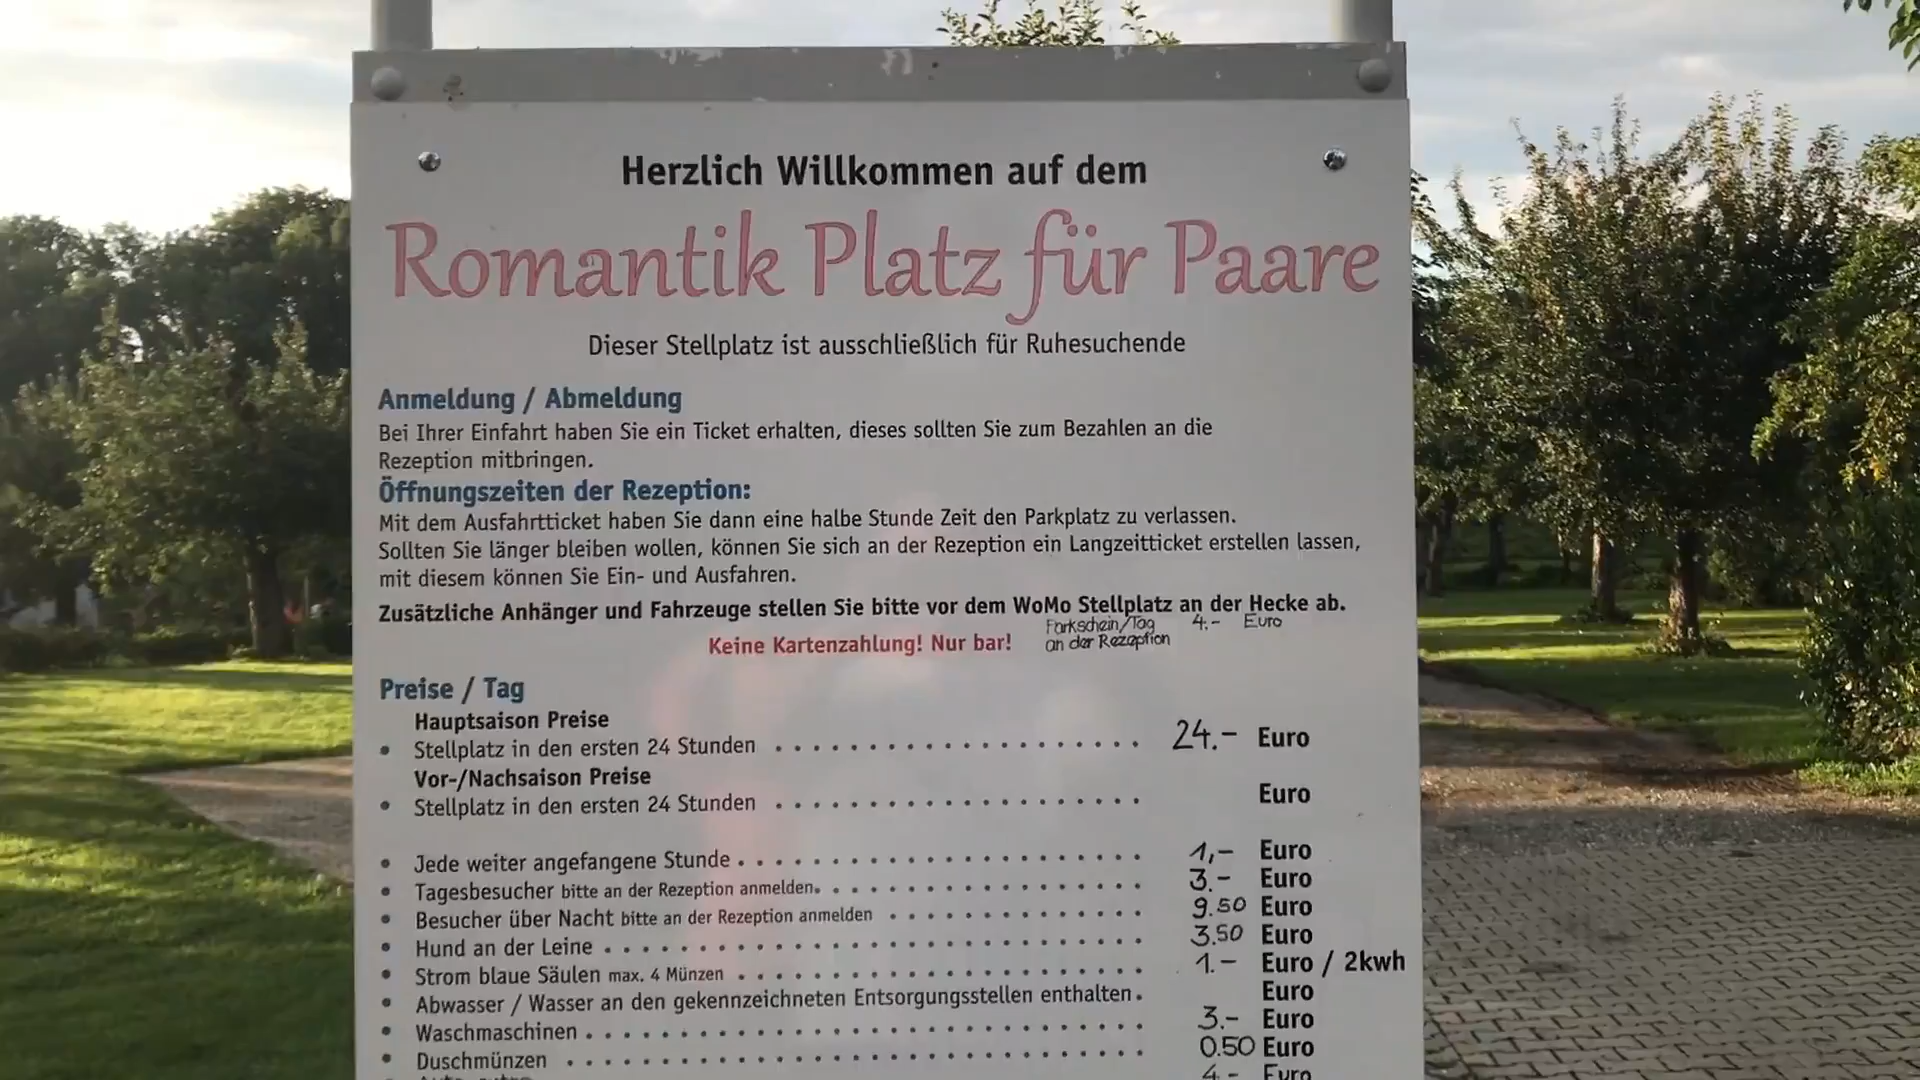 Herzlich Willkommen auf dem
Romantik Platz für Paare
Dieser Stellplatz ist ausschließlich für Ruhesuchende
Anmeldung / Abmeldung
Bei Ihrer Einfahrt haben Sie ein Ticket erhalten, dieses sollten Sie zum Bezahlen an die
Rezeption mitbringen.
Öffnungszeiten der Rezeption:
Mit dem Ausfahrtticket haben Sie dann eine halbe Stunde Zeit den Parkplatz zu verlassen.
Sollten Sie länger bleiben wollen, können Sie sich an der Rezeption ein Langzeitticket erstellen lassen,
mit diesem können Sie Ein- und Ausfahren.
Zusätzliche Anhänger und Fahrzeuge stellen Sie bitte vor dem WoMo Stellplatz an der Hecke ab.
Parkschein/Tag 4.- Euro
Keine Kartenzahlung! Nur bar! an der Rezeption
Preise / Tag
Hauptsaison Preise
• Stellplatz in den ersten 24 Stunden . . . . . . . . . . . . . . . . . . . 24.- Euro
Vor-/Nachsaison Preise
• Stellplatz in den ersten 24 Stunden . . . . . . . . . . . . . . . . . . . Euro
• Jede weiter angefangene Stunde . . . . . . . . . . . . . . . . . . . . . 1,- Euro
• Tagesbesucher bitte an der Rezeption anmelden. . . . . . . . . . . . . . . . . 3.- Euro
• Besucher über Nacht bitte an der Rezeption anmelden . . . . . . . . . . . . . 9.50 Euro
• Hund an der Leine . . . . . . . . . . . . . . . . . . . . . . . . . . . . 3.50 Euro
• Strom blaue Säulen max. 4 Münzen . . . . . . . . . . . . . . . . . . . . . 1.- Euro / 2kwh
• Abwasser / Wasser an den gekennzeichneten Entsorgungsstellen enthalten. Euro
• Waschmaschinen . . . . . . . . . . . . . . . . . . . . . . . . . . . . . 3.- Euro
• Duschmünzen . . . . . . . . . . . . . . . . . . . . . . . . . . . . . . 0.50 Euro
4.- Euro